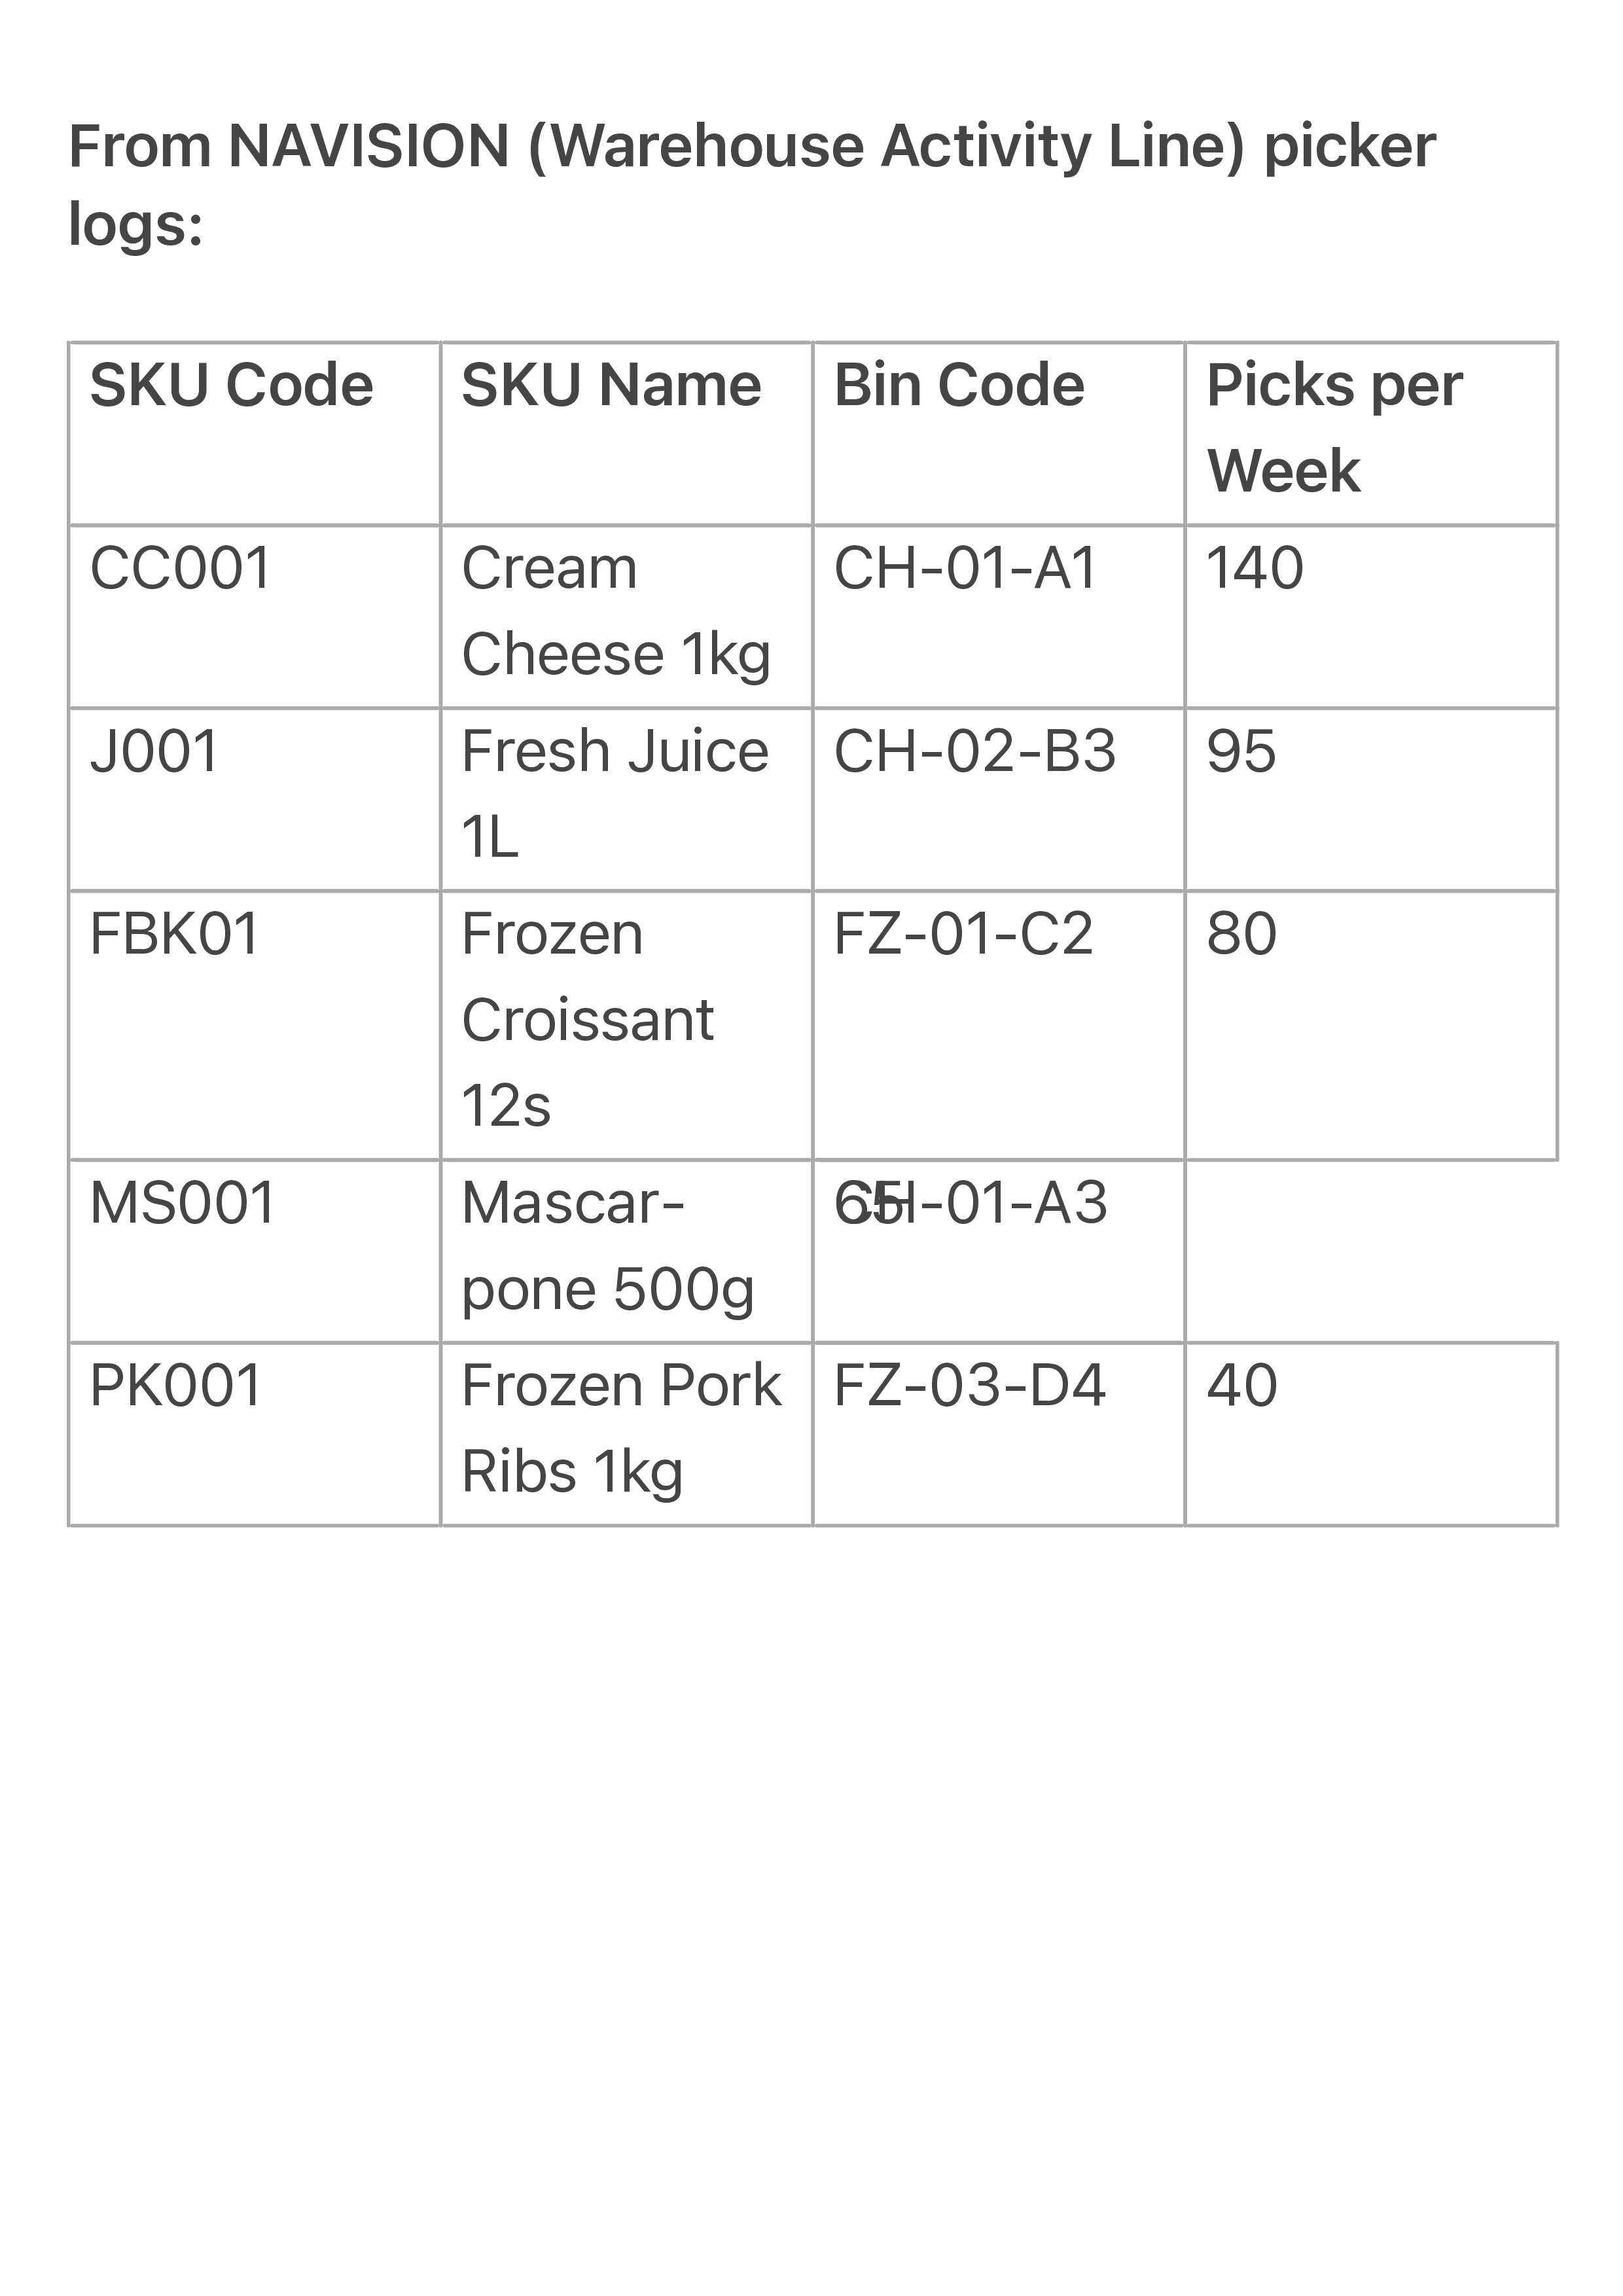 From NAVISION (Warehouse Activity Line) picker
logs:
SKU Code SKU Name Bin Code Picks per
Week
CC001 Cream CH-01-A1 140
Cheese 1kg
J001 Fresh Juice CH-02-B3 95
1L
FBK01 Frozen FZ-01-C2 80
Croissant
12s
MS001 Mascar- CH-01-A3 65
pone 500g
PK001 Frozen Pork FZ-03-D4 40
Ribs 1kg